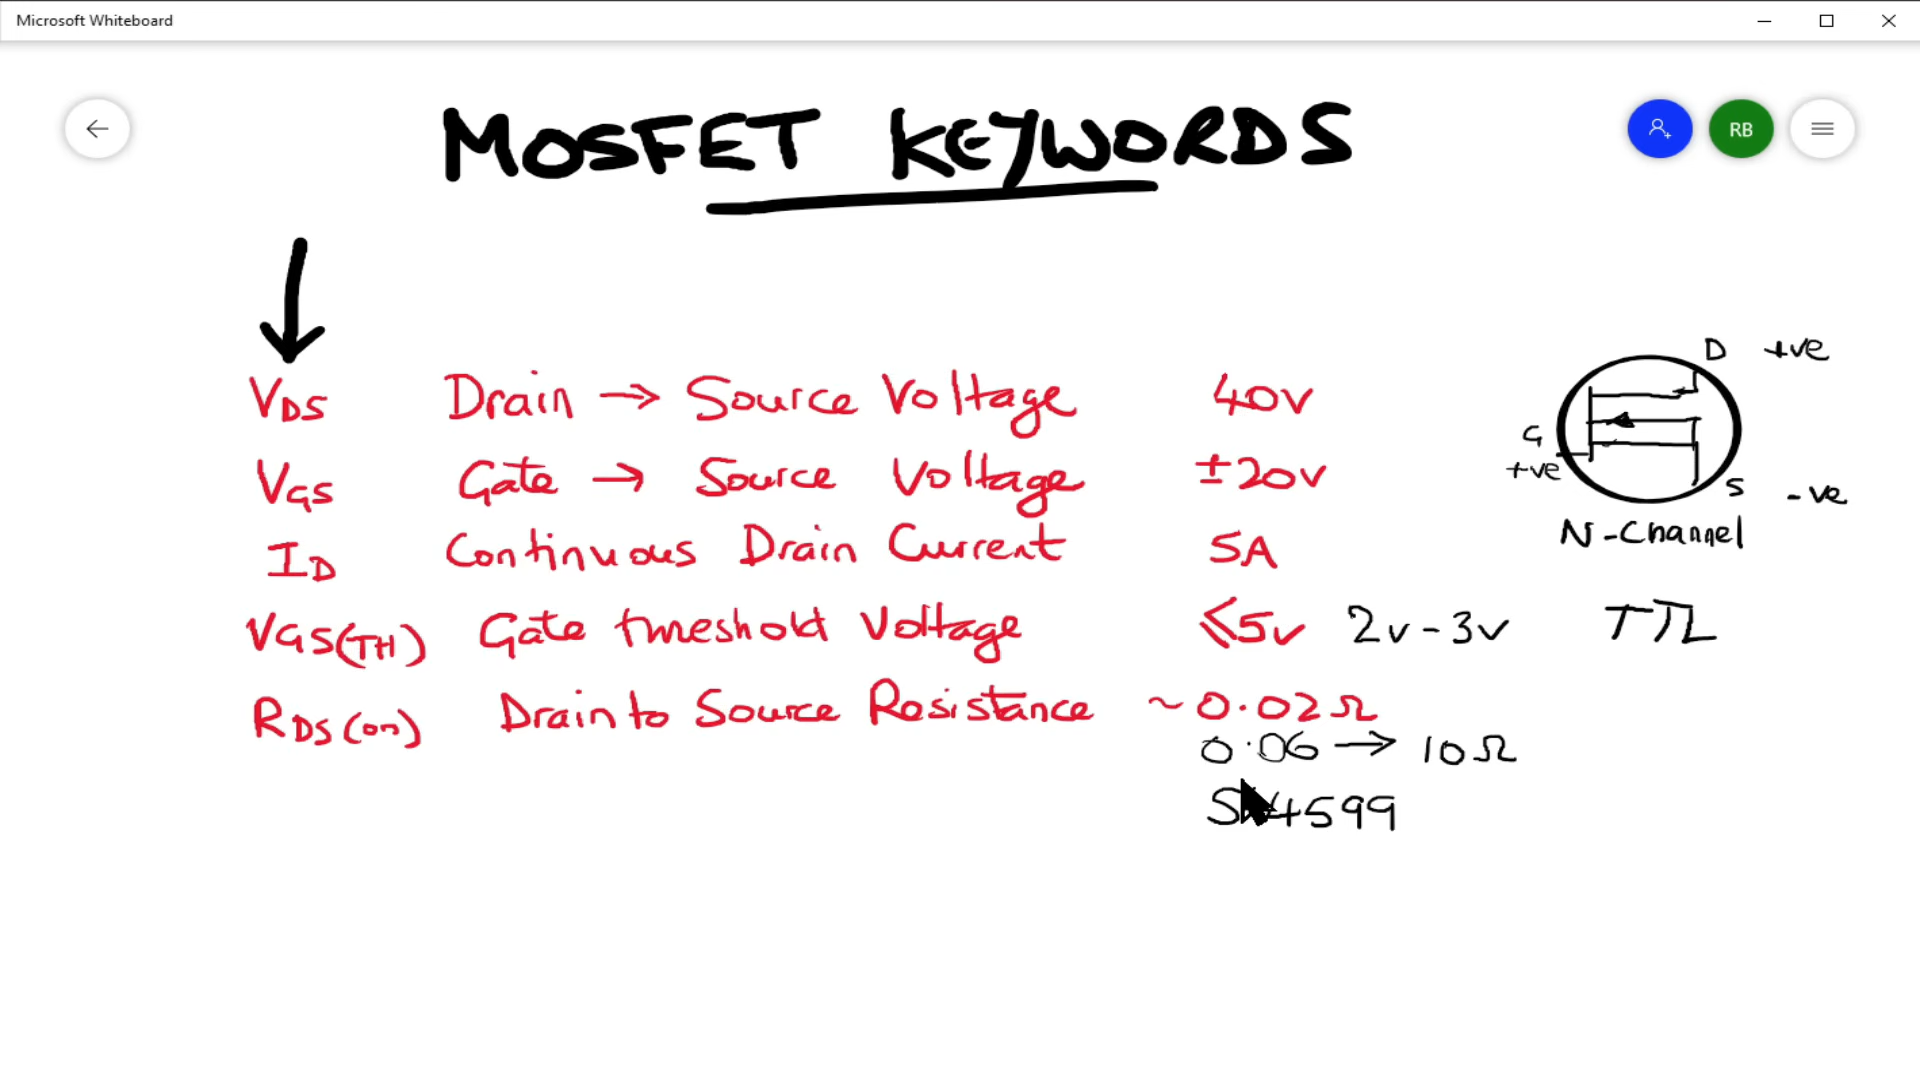 Microsoft Whiteboard
MOSFET KEYWORDS
RB
VDS Drain → Source Voltage 40V
VGS Gate → Source Voltage ±20V
ID Continuous Drain Current 5A
VGS(TH) Gate threshold Voltage ≤5V 2V-3V TTL
RDS(on) Drain to Source Resistance ~0.02Ω
0.06 → 10Ω
4599
D +ve
G
+ve
S -ve
N-Channel